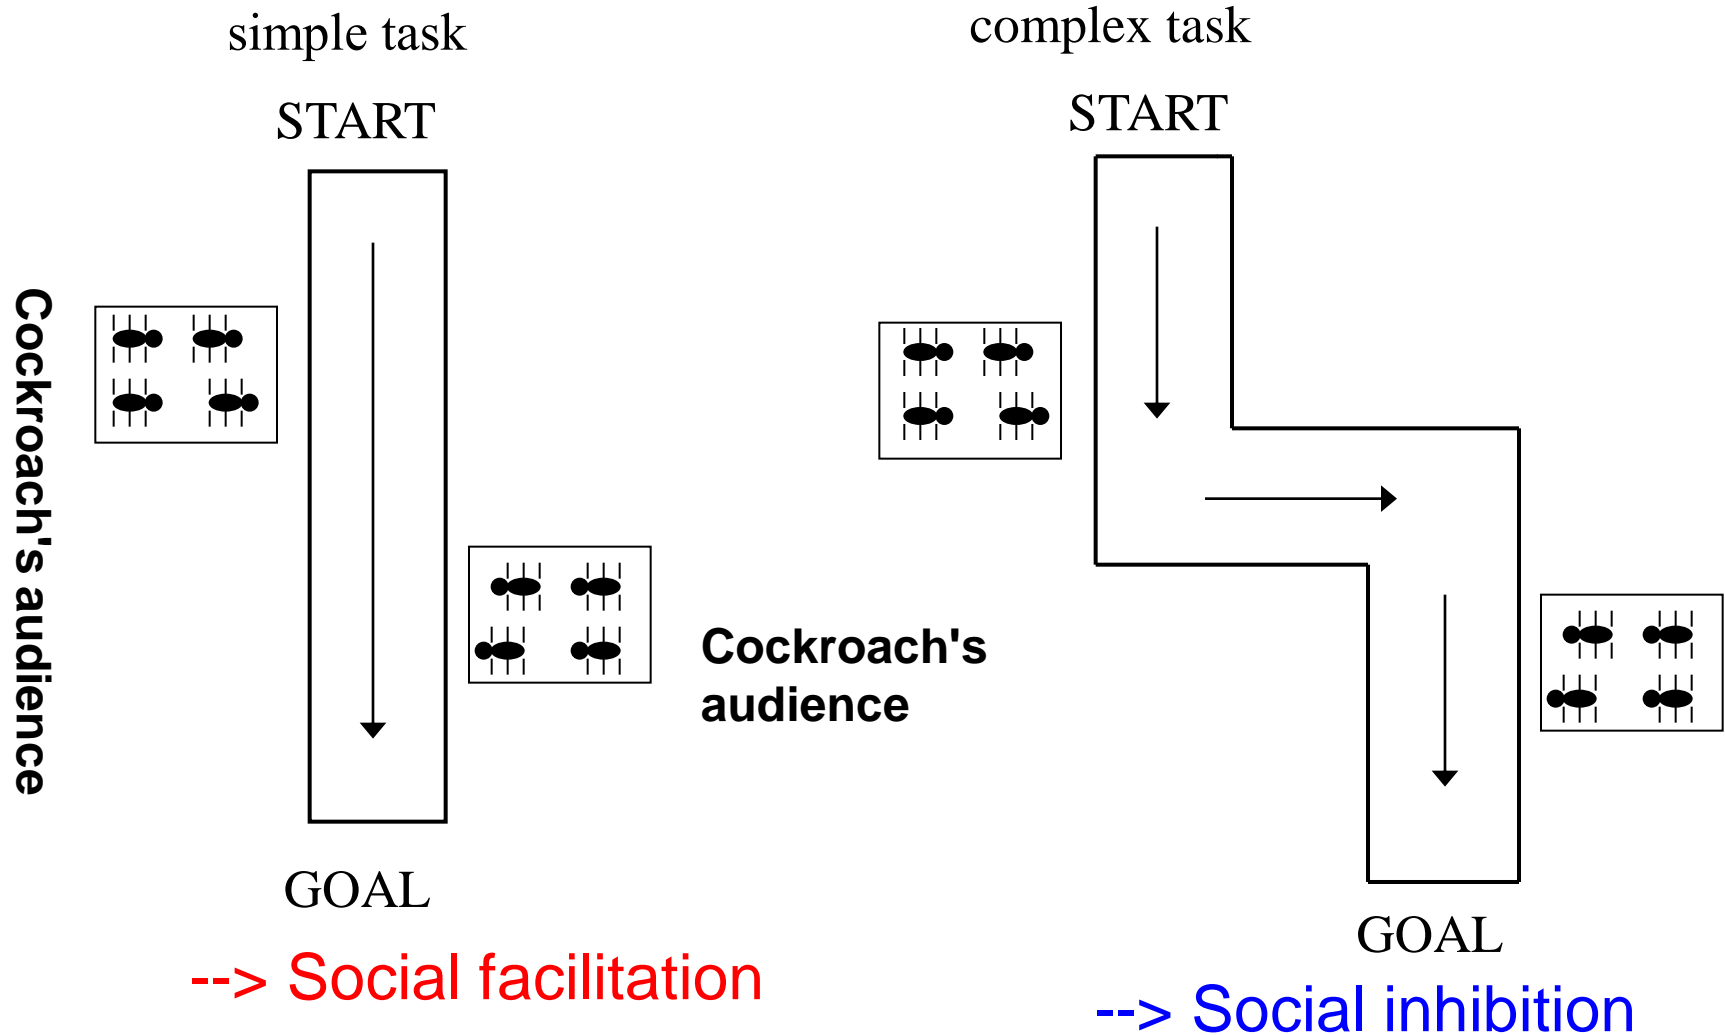 simple task
START
Cockroach's audience
Cockroach's
audience
GOAL
--> Social facilitation
complex task
START
GOAL
--> Social inhibition